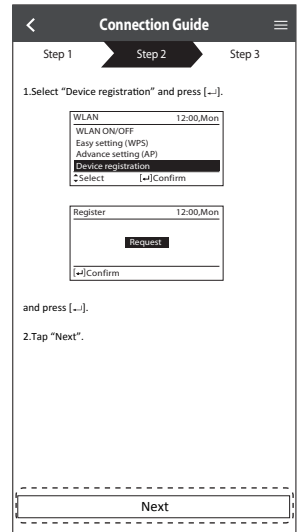 Connection Guide
Step 1 Step 2 Step 3
1.Select “Device registration” and press [↵].
WLAN 12:00,Mon
WLAN ON/OFF
Easy setting (WPS)
Advance setting (AP)
Device registration
Select [↵]Confirm
Register 12:00,Mon
Request
[↵]Confirm
and press [↵].
2.Tap “Next”.
Next